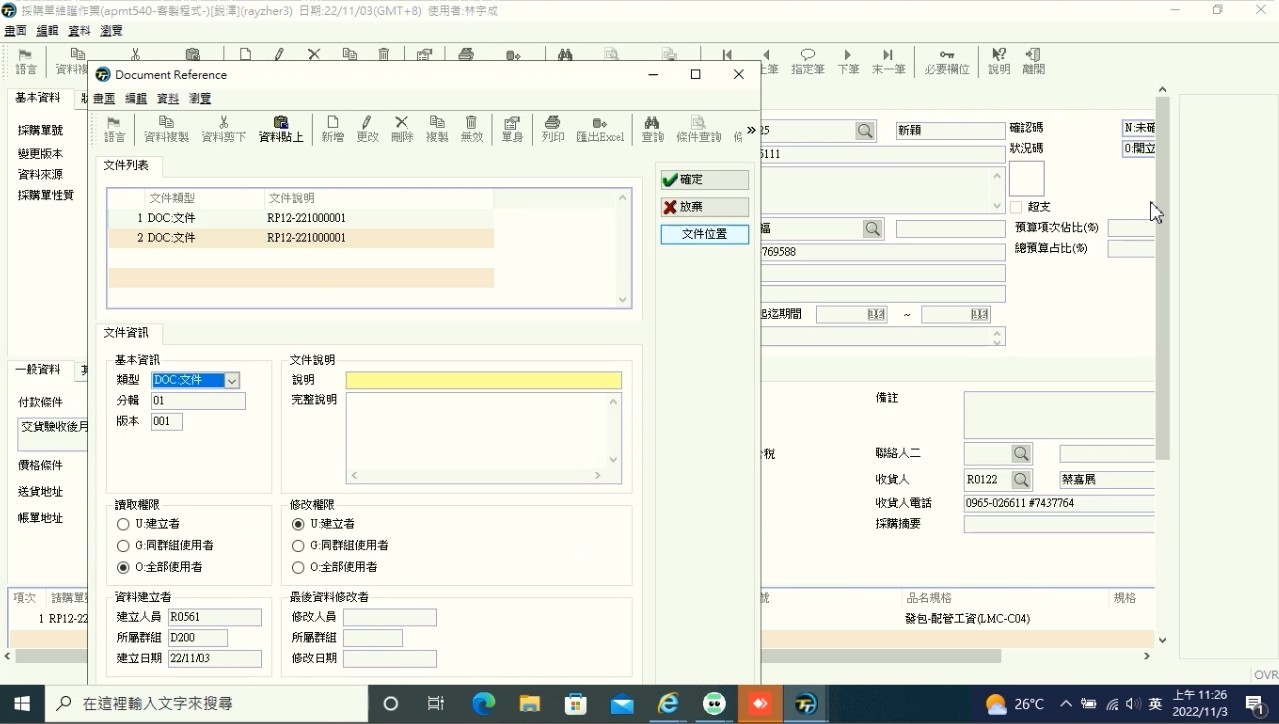 採購單維護作業(apmt540-客製程式-)[銳澤](rayzher3) 日期:22/11/03(GMT+8) 使用者:林宇成
畫面 編輯 資料 瀏覽
語言 上筆 指定筆 下筆 末一筆 必要欄位 說明 離開
Document Reference
畫面 編輯 資料 瀏覽
語言 資料複製 資料剪下 資料貼上 新增 更改 刪除 複製 無效 單身 列印 匯出Excel 查詢 條件查詢 »
基本資料
採購單號
變更版本
資料來源
採購單性質
文件列表
文件類型 文件說明
1 DOC:文件 RP12-221000001
2 DOC:文件 RP12-221000001
確定
放棄
文件位置
25 新穎 確認碼 N:未確
5111 狀況碼 O:開立
超支
福 預算項次佔比(%)
769588 總預算占比(%)
起迄期間 ~
文件資訊
基本資訊
類型 DOC:文件
分輯 01
版本 001
文件說明
說明
完整說明
一般資料
付款條件
交貨驗收後月
價格條件
送貨地址
帳單地址
備註
稅 聯絡人二
收貨人 R0122 蔡嘉展
收貨人電話 0965-026611 #7437764
採購摘要
讀取權限
U:建立者
G:同群組使用者
O:全部使用者
修改權限
U:建立者
G:同群組使用者
O:全部使用者
資料建立者
建立人員 R0561
所屬群組 D200
建立日期 22/11/03
最後資料修改者
修改人員
所屬群組
修改日期
項次 請購單 號 品名規格 規格
1 RP12-22 發包-配管工資(LMC-C04)
OVR
在這裡輸入文字來搜尋
26°C 英 上午 11:26
2022/11/3 1